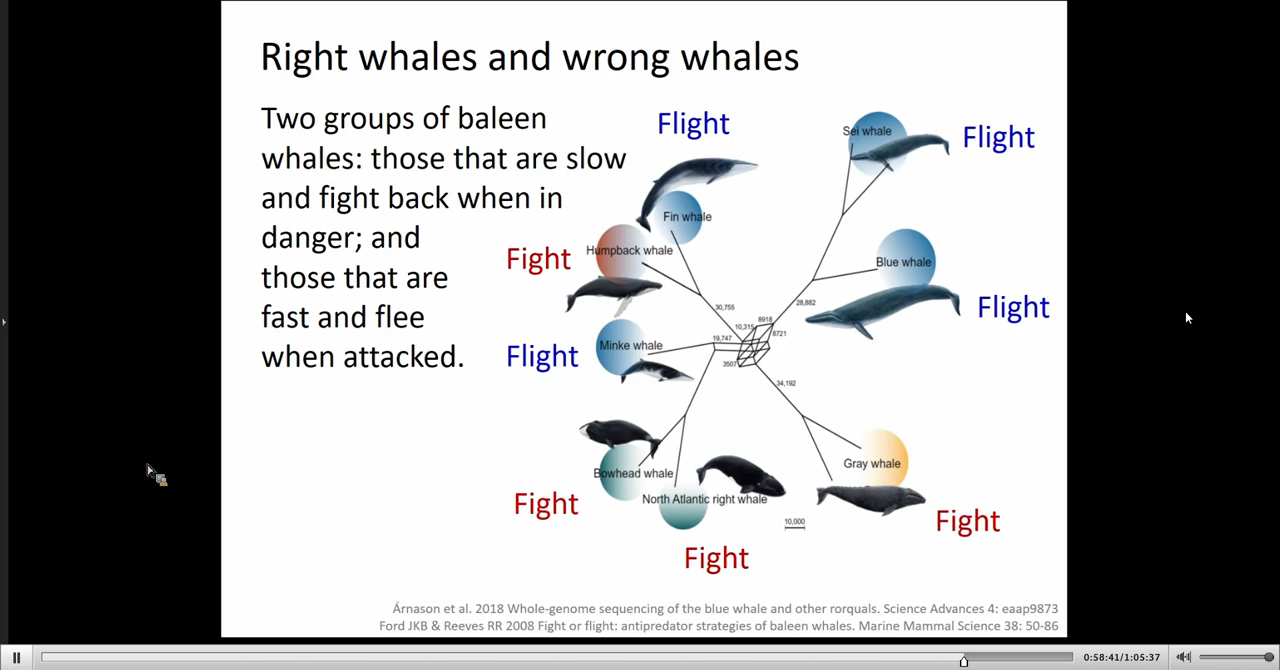 Right whales and wrong whales
Two groups of baleen
whales: those that are slow
and fight back when in
danger; and
those that are
fast and flee
when attacked.
Flight
Sei whale
Flight
Fin whale
Humpback whale
Fight
Blue whale
Flight
30,755
28,882
8918
10,315
8721
19,747
3507
Minke whale
Flight
34,192
Bowhead whale
Fight
North Atlantic right whale
Fight
Gray whale
Fight
10,000
Árnason et al. 2018 Whole-genome sequencing of the blue whale and other rorquals. Science Advances 4: eaap9873
Ford JKB & Reeves RR 2008 Fight or flight: antipredator strategies of baleen whales. Marine Mammal Science 38: 50-86
0:58:41/1:05:37